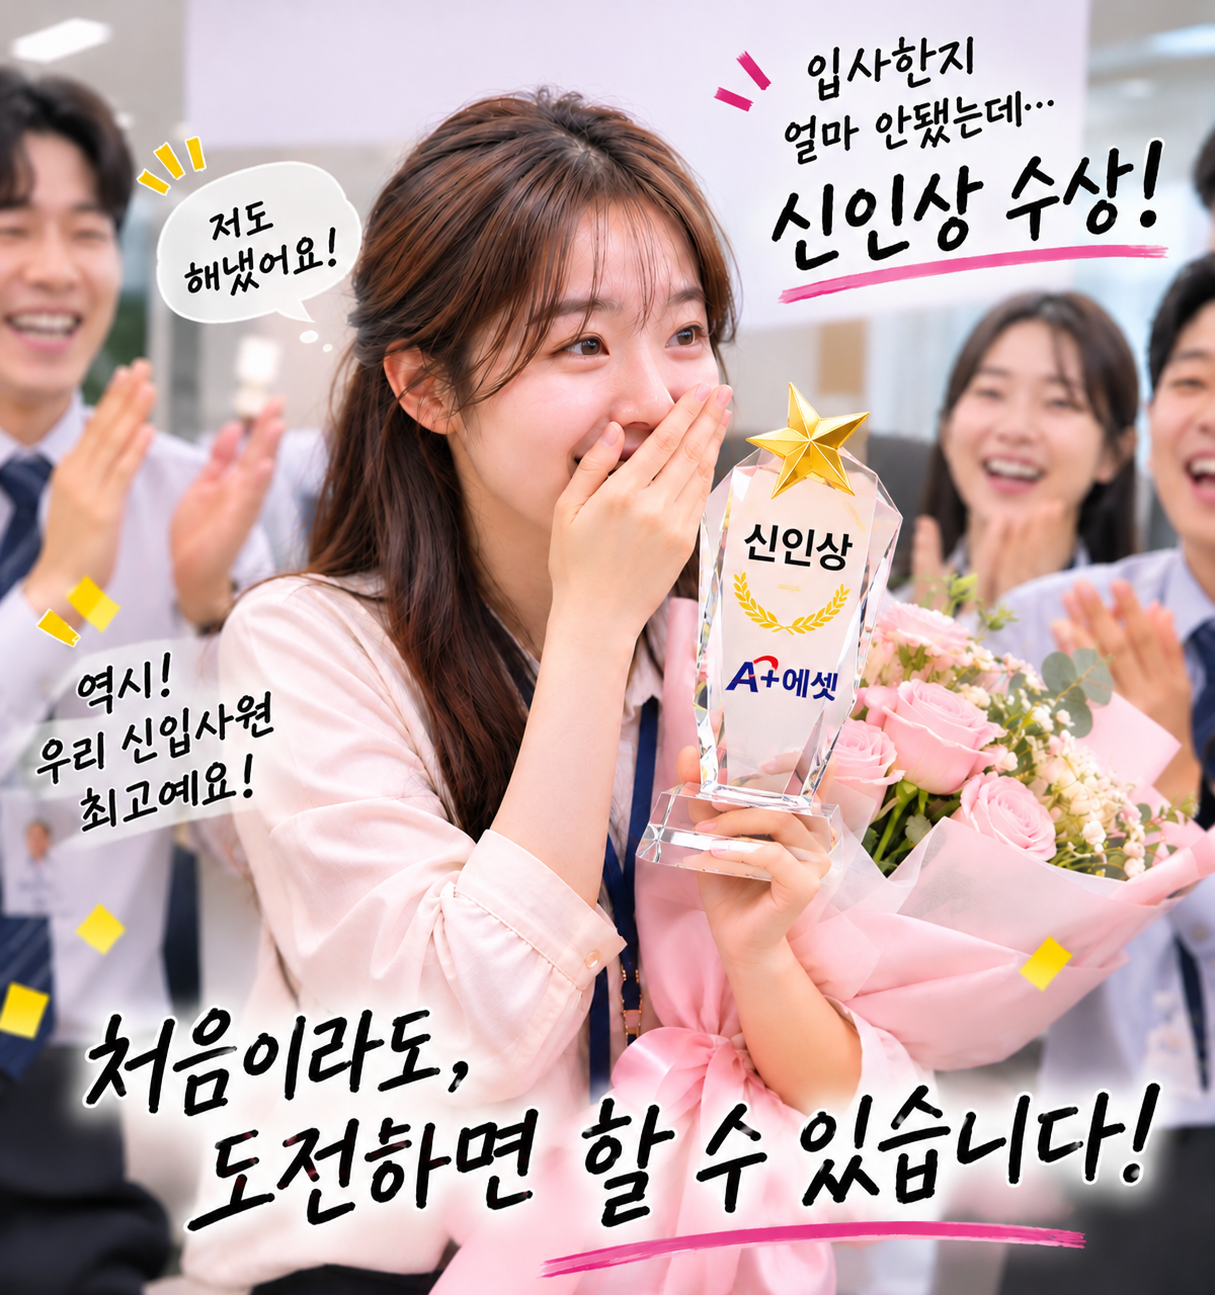 입사한지
얼마 안됐는데...
신인상 수상!
저도
해냈어요!
신인상
A+에셋
역시!
우리 신입사원
최고예요!
처음이라도,
도전하면 할 수 있습니다!